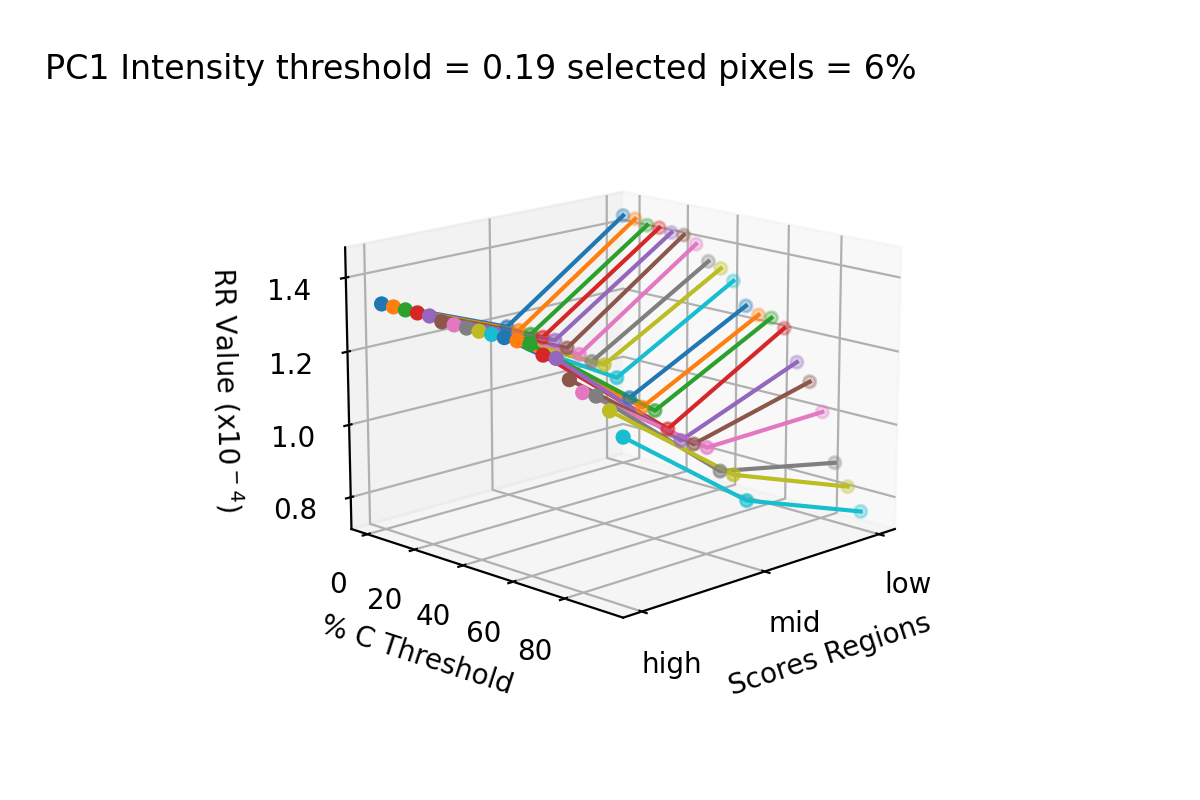 PC1 Intensity threshold = 0.19 selected pixels = 6%
RR Value (x10⁻⁴)
1.4
1.2
1.0
0.8
0
20
40
60
80
% C Threshold
high
mid
low
Scores Regions